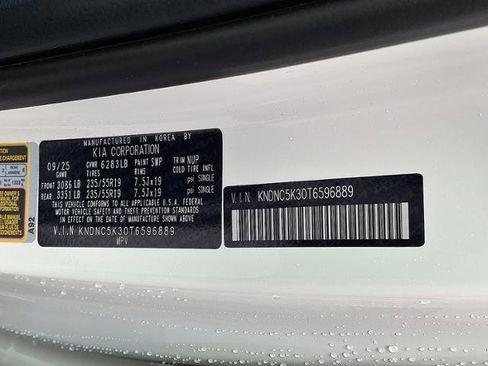 MANUFACTURED IN KOREA BY
KIA CORPORATION
09/25 GVWR 6283LB PAINT SWP TRIM NUP
GAWR TIRE RIM COLD TIRE INFL
FRONT 3086 LB 235/55R19 7.5Jx19 psi SINGLE
REAR 3351 LB 235/55R19 7.5Jx19 psi SINGLE
THIS VEHICLE CONFORMS TO ALL APPLICABLE U.S. FEDERAL
MOTOR VEHICLE SAFETY AND THEFT PREVENTION STANDARDS
IN EFFECT ON THE DATE OF MANUFACTURE SHOWN ABOVE.
V.I.N KNDNC5K30T6596889
MPV
A92
V.I.N KNDNC5K30T6596889